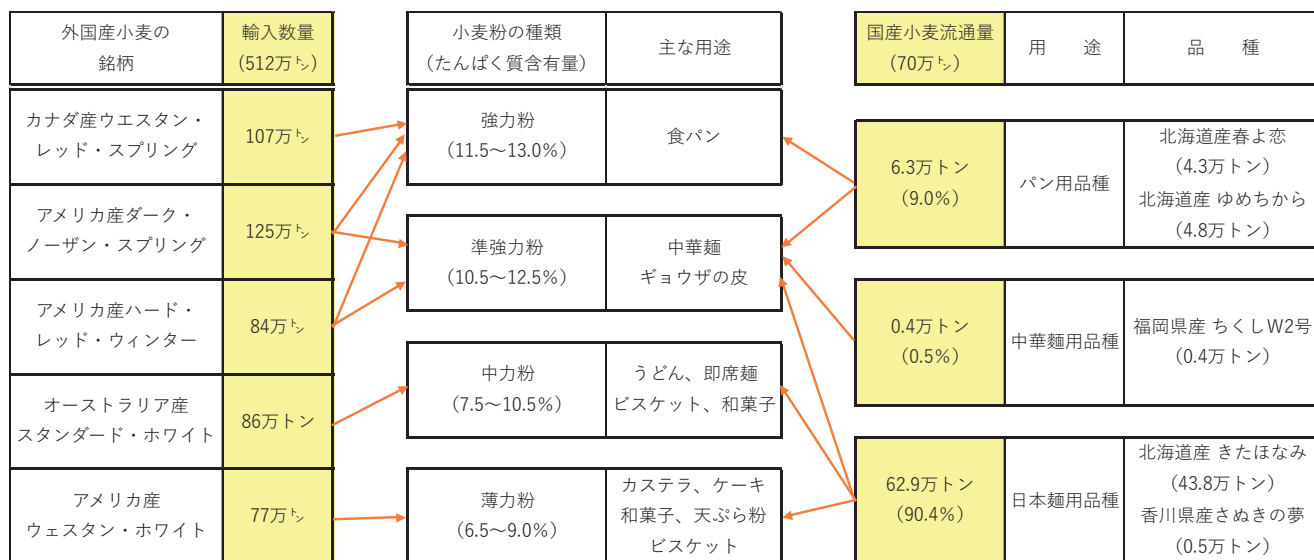 外国産小麦の
銘柄
輸入数量
(512万㌧)
カナダ産ウエスタン・
レッド・スプリング
107万㌧
アメリカ産ダーク・
ノーザン・スプリング
125万㌧
アメリカ産ハード・
レッド・ウィンター
84万㌧
オーストラリア産
スタンダード・ホワイト
86万トン
アメリカ産
ウェスタン・ホワイト
77万㌧
小麦粉の種類
(たんぱく質含有量)
主な用途
強力粉
(11.5～13.0%)
食パン
準強力粉
(10.5～12.5%)
中華麺
ギョウザの皮
中力粉
(7.5～10.5%)
うどん、即席麺
ビスケット、和菓子
薄力粉
(6.5～9.0%)
カステラ、ケーキ
和菓子、天ぷら粉
ビスケット
国産小麦流通量
(70万㌧)
用　途
品　種
6.3万トン
(9.0%)
パン用品種
北海道産春よ恋
(4.3万トン)
北海道産 ゆめちから
(4.8万トン)
0.4万トン
(0.5%)
中華麺用品種
福岡県産 ちくしW2号
(0.4万トン)
62.9万トン
(90.4%)
日本麺用品種
北海道産 きたほなみ
(43.8万トン)
香川県産さぬきの夢
(0.5万トン)